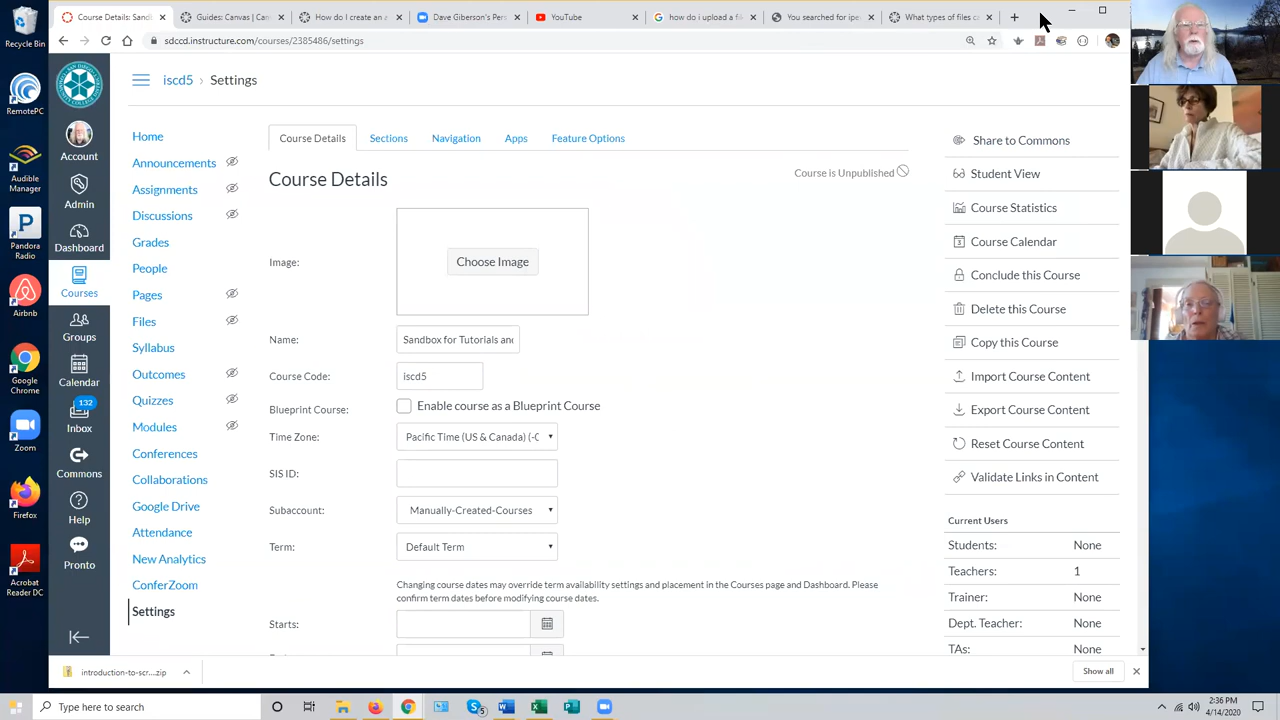 Recycle Bin
RemotePC
Audible Manager
Pandora Radio
Airbnb
Google Chrome
Zoom
Firefox
Acrobat Reader DC
Course Details: Sand
Guides: Canvas | Can
How do I create an a
Dave Giberson's Pers
YouTube
how do i upload a fA
You searched for ipe
What types of files ca
sdccd.instructure.com/courses/2385486/settings
Account
Admin
Dashboard
Courses
Groups
Calendar
132
Inbox
Commons
Help
Pronto
iscd5 › Settings
Home
Announcements
Assignments
Discussions
Grades
People
Pages
Files
Syllabus
Outcomes
Quizzes
Modules
Conferences
Collaborations
Google Drive
Attendance
New Analytics
ConferZoom
Settings
Course Details
Sections
Navigation
Apps
Feature Options
Course Details
Course is Unpublished
Image:
Choose Image
Name:
Sandbox for Tutorials and
Course Code:
iscd5
Blueprint Course:
Enable course as a Blueprint Course
Time Zone:
Pacific Time (US & Canada) (-0
SIS ID:
Subaccount:
Manually-Created-Courses
Term:
Default Term
Changing course dates may override term availability settings and placement in the Courses page and Dashboard. Please
confirm term dates before modifying course dates.
Starts:
Share to Commons
Student View
Course Statistics
Course Calendar
Conclude this Course
Delete this Course
Copy this Course
Import Course Content
Export Course Content
Reset Course Content
Validate Links in Content
Current Users
Students: None
Teachers: 1
Trainer: None
Dept. Teacher: None
TAs: None
introduction-to-scr....zip
Show all
Type here to search
2:36 PM
4/14/2020